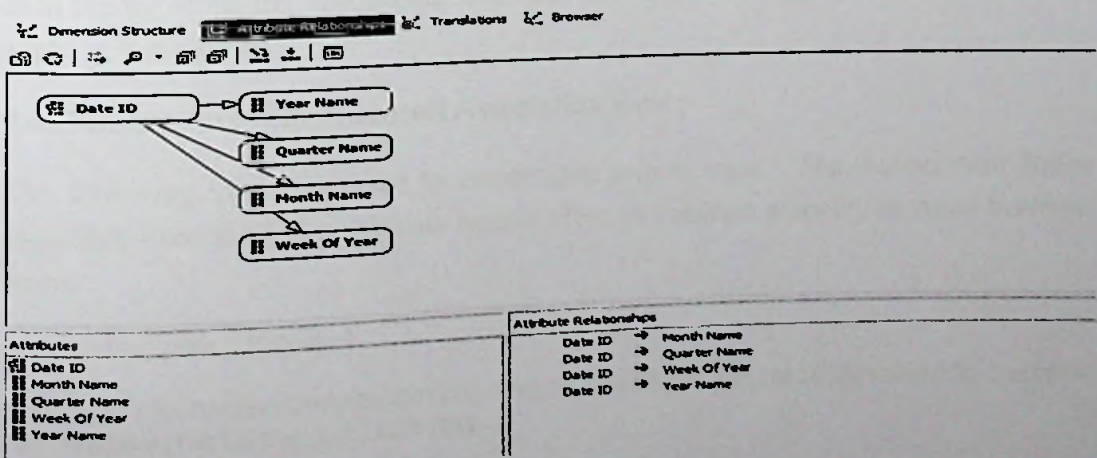 Dimension Structure Attribute Relationships Translations Browser
Date ID Year Name
Quarter Name
Month Name
Week Of Year
Attributes
Date ID
Month Name
Quarter Name
Week Of Year
Year Name
Attribute Relationships
Date ID Month Name
Date ID Quarter Name
Date ID Week Of Year
Date ID Year Name